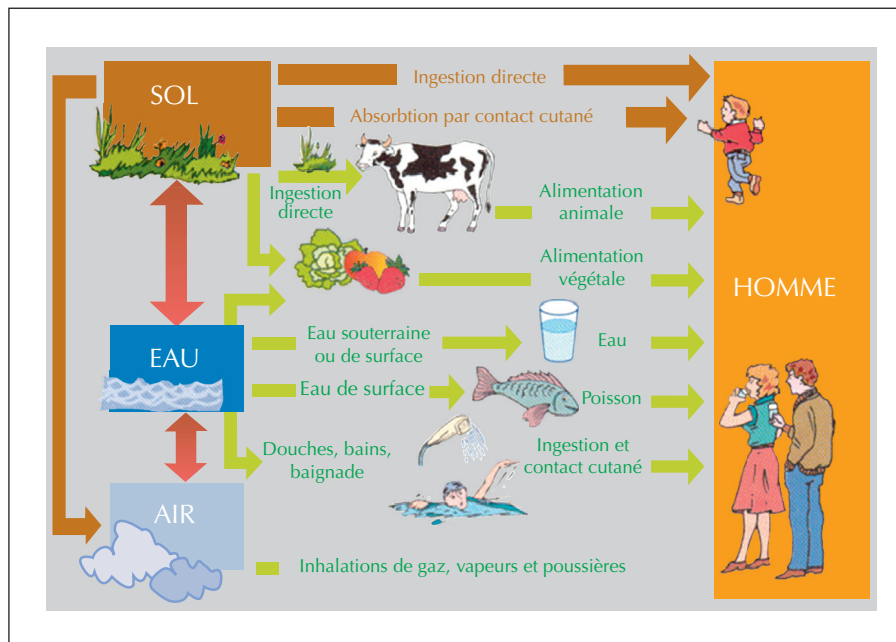 SOL
Ingestion directe
Absorbtion par contact cutané
Ingestion
directe
Alimentation
animale
Alimentation
végétale
HOMME
EAU
Eau souterraine
ou de surface
Eau
Eau de surface
Poisson
Douches, bains,
baignade
Ingestion et
contact cutané
AIR
Inhalations de gaz, vapeurs et poussières